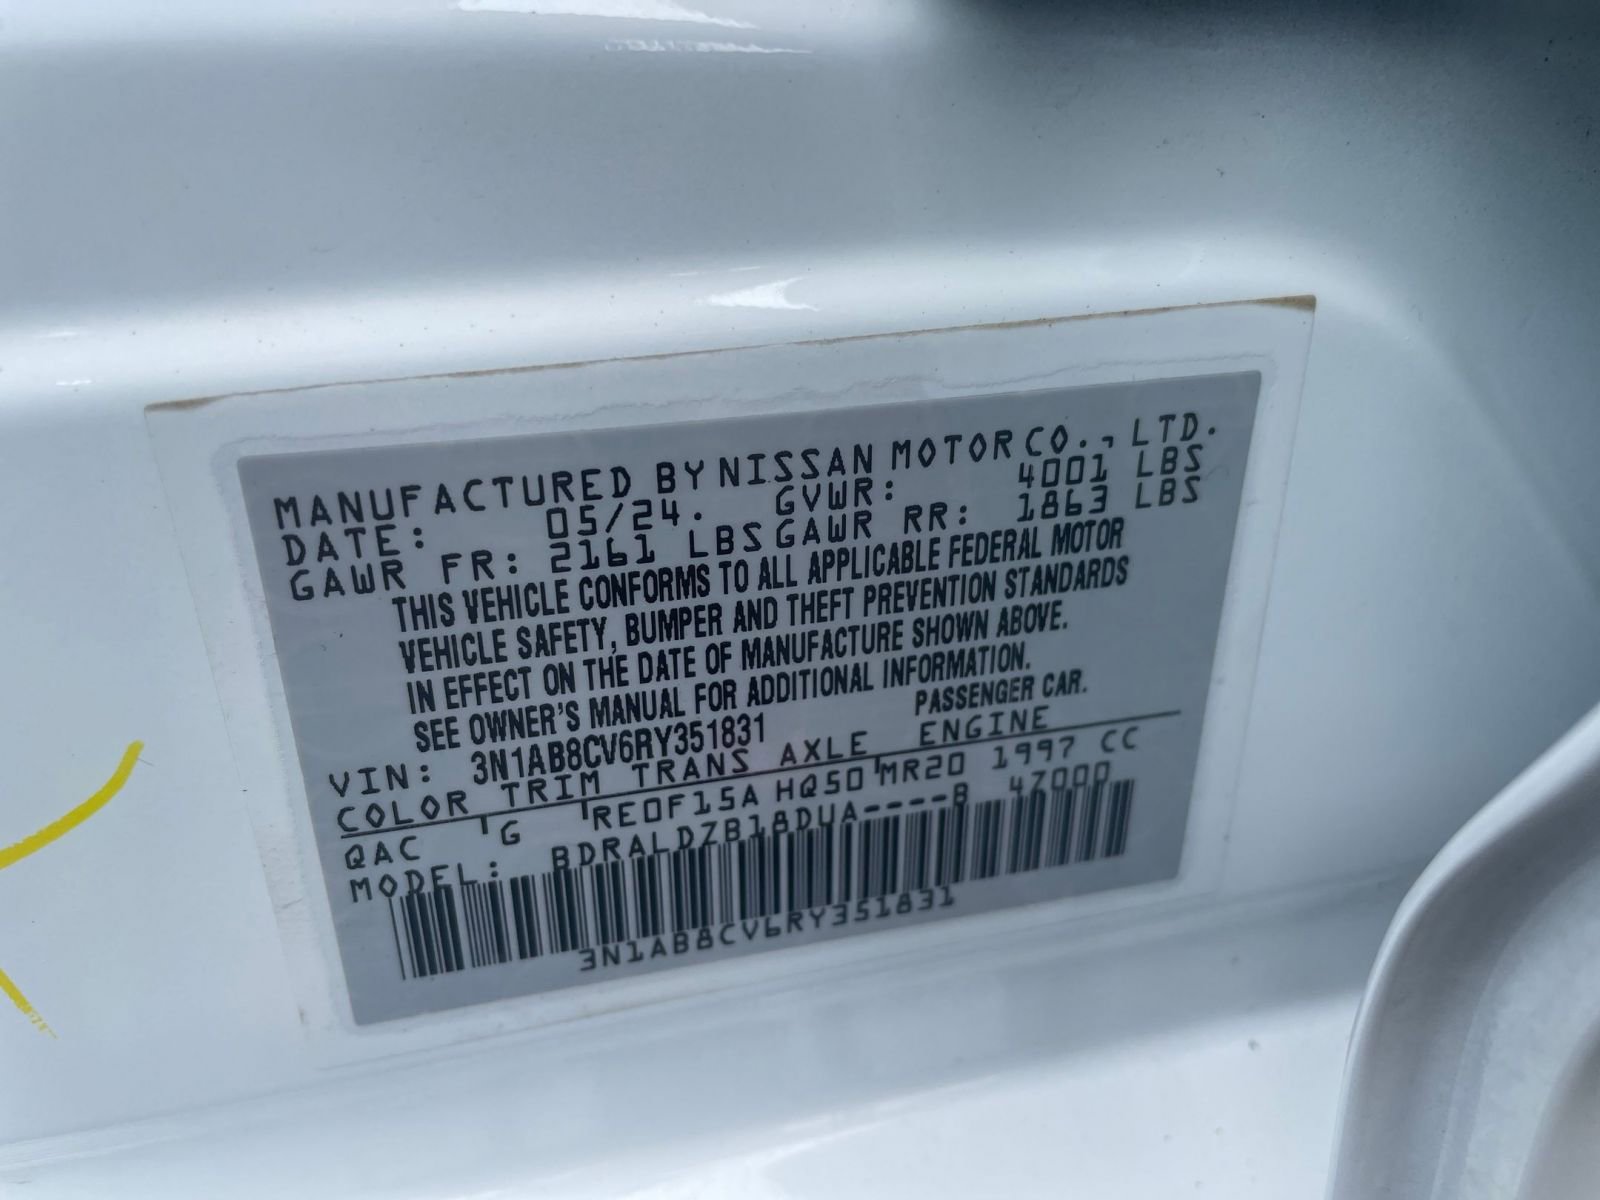 MANUFACTURED BY NISSAN MOTOR CO., LTD.
DATE: 05/24. GVWR: 4001 LBS
GAWR FR: 2161 LBS GAWR RR: 1863 LBS
THIS VEHICLE CONFORMS TO ALL APPLICABLE FEDERAL MOTOR
VEHICLE SAFETY, BUMPER AND THEFT PREVENTION STANDARDS
IN EFFECT ON THE DATE OF MANUFACTURE SHOWN ABOVE.
SEE OWNER'S MANUAL FOR ADDITIONAL INFORMATION.
VIN: 3N1AB8CV6RY351831 PASSENGER CAR.
COLOR TRIM TRANS AXLE ENGINE
QAC G RE0F15A HQ50 MR20 1997 CC
MODEL: BDRALDZB18DUA----B 4Z000
3N1AB8CV6RY351831